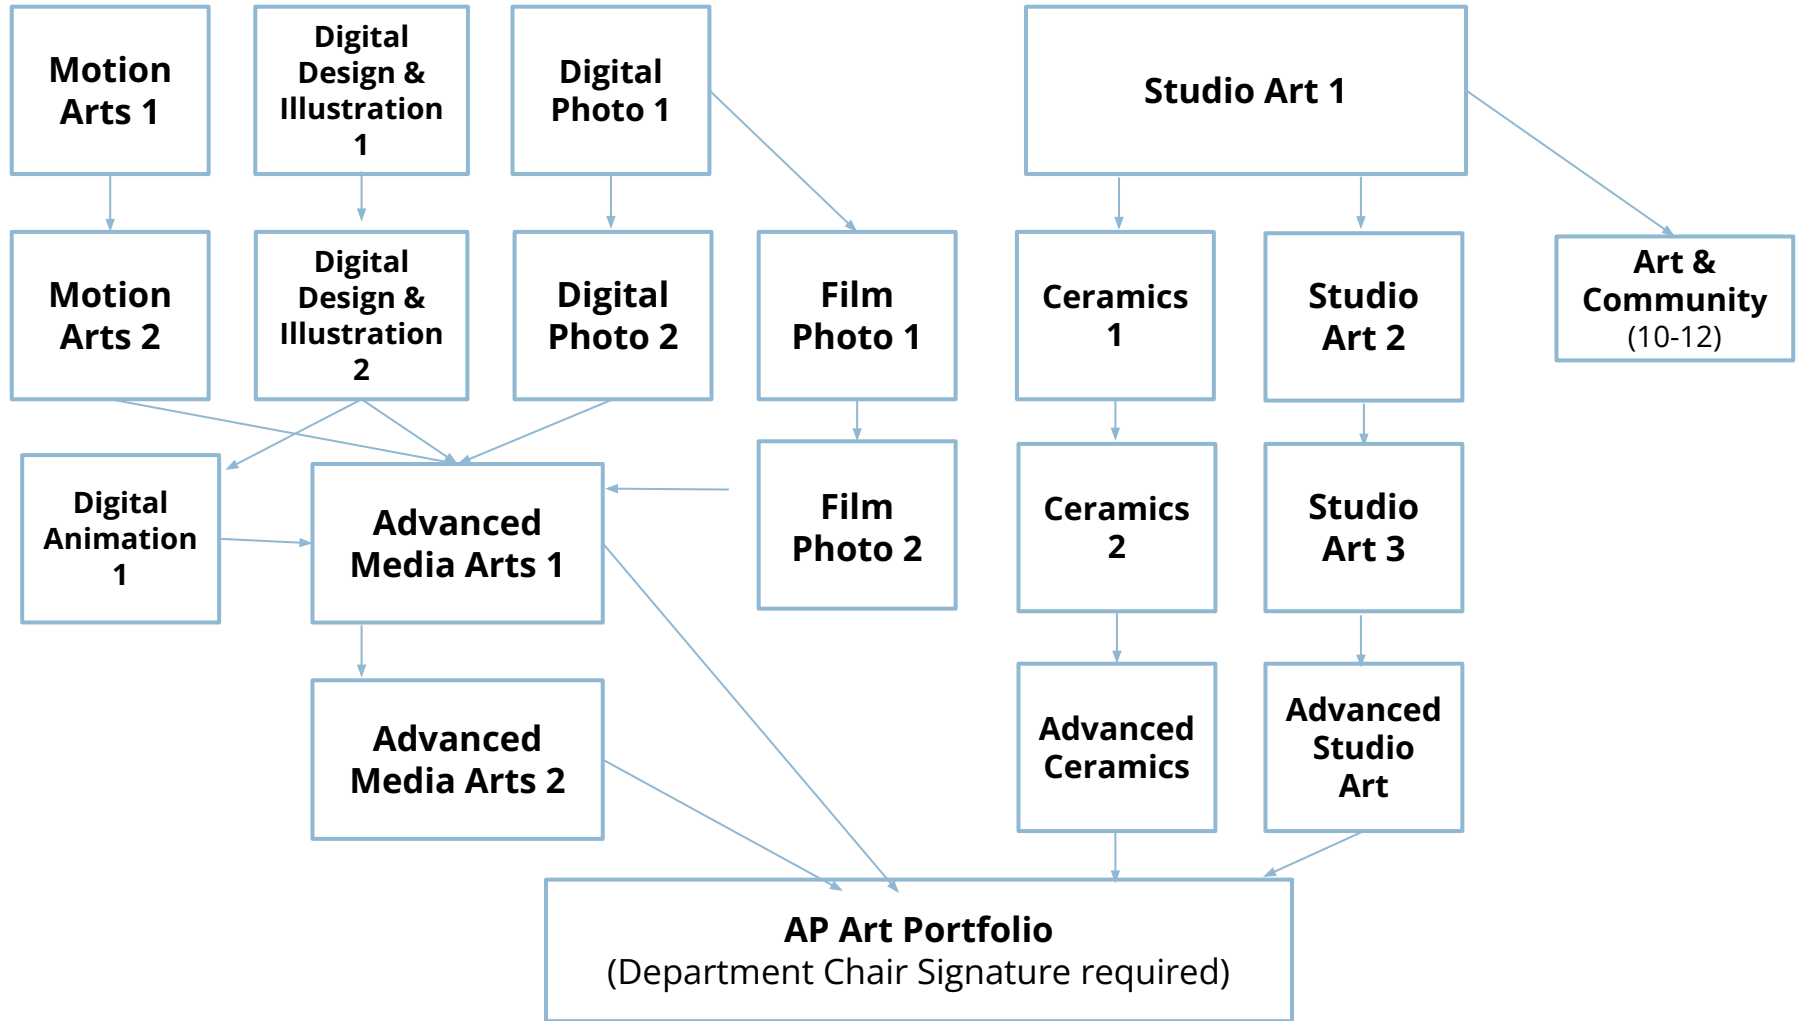 Motion
Arts 1
Digital
Design &
Illustration
1
Digital
Photo 1
Studio Art 1
Motion
Arts 2
Digital
Design &
Illustration
2
Digital
Photo 2
Film
Photo 1
Ceramics
1
Studio
Art 2
Art &
Community
(10-12)
Digital
Animation
1
Advanced
Media Arts 1
Film
Photo 2
Ceramics
2
Studio
Art 3
Advanced
Media Arts 2
Advanced
Ceramics
Advanced
Studio
Art
AP Art Portfolio
(Department Chair Signature required)